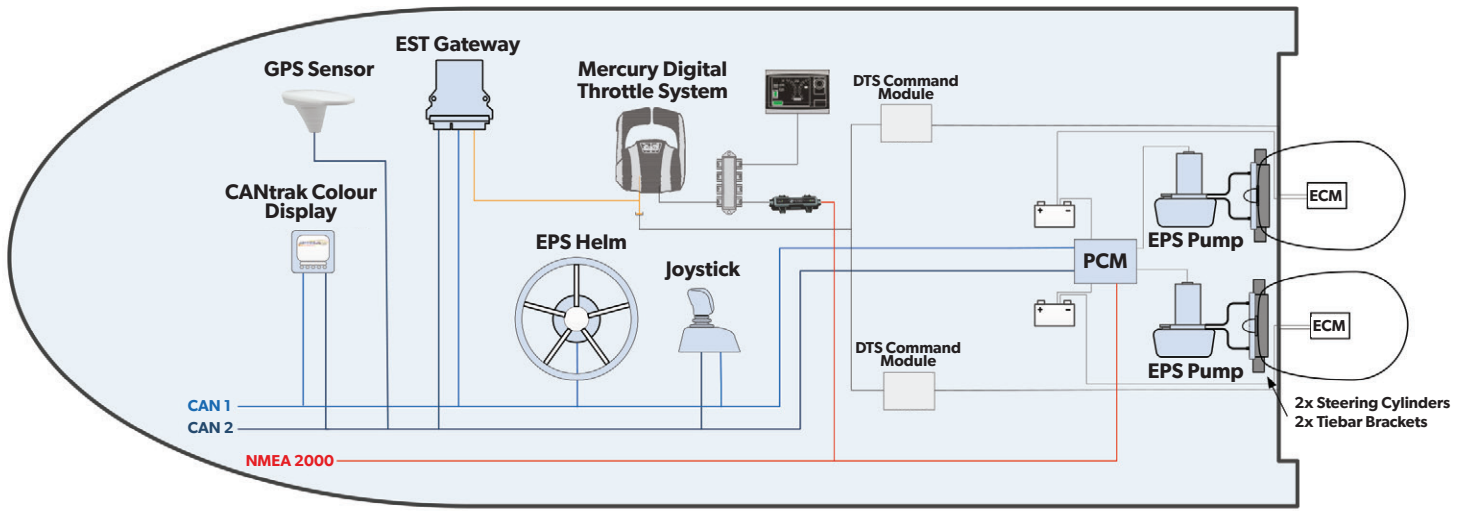 EST Gateway
GPS Sensor
Mercury Digital
Throttle System
DTS Command
Module
CANtrak Colour
Display
EPS Helm
Joystick
+ −
PCM
EPS Pump
ECM
+ −
DTS Command
Module
EPS Pump
ECM
2x Steering Cylinders
2x Tiebar Brackets
CAN 1
CAN 2
NMEA 2000